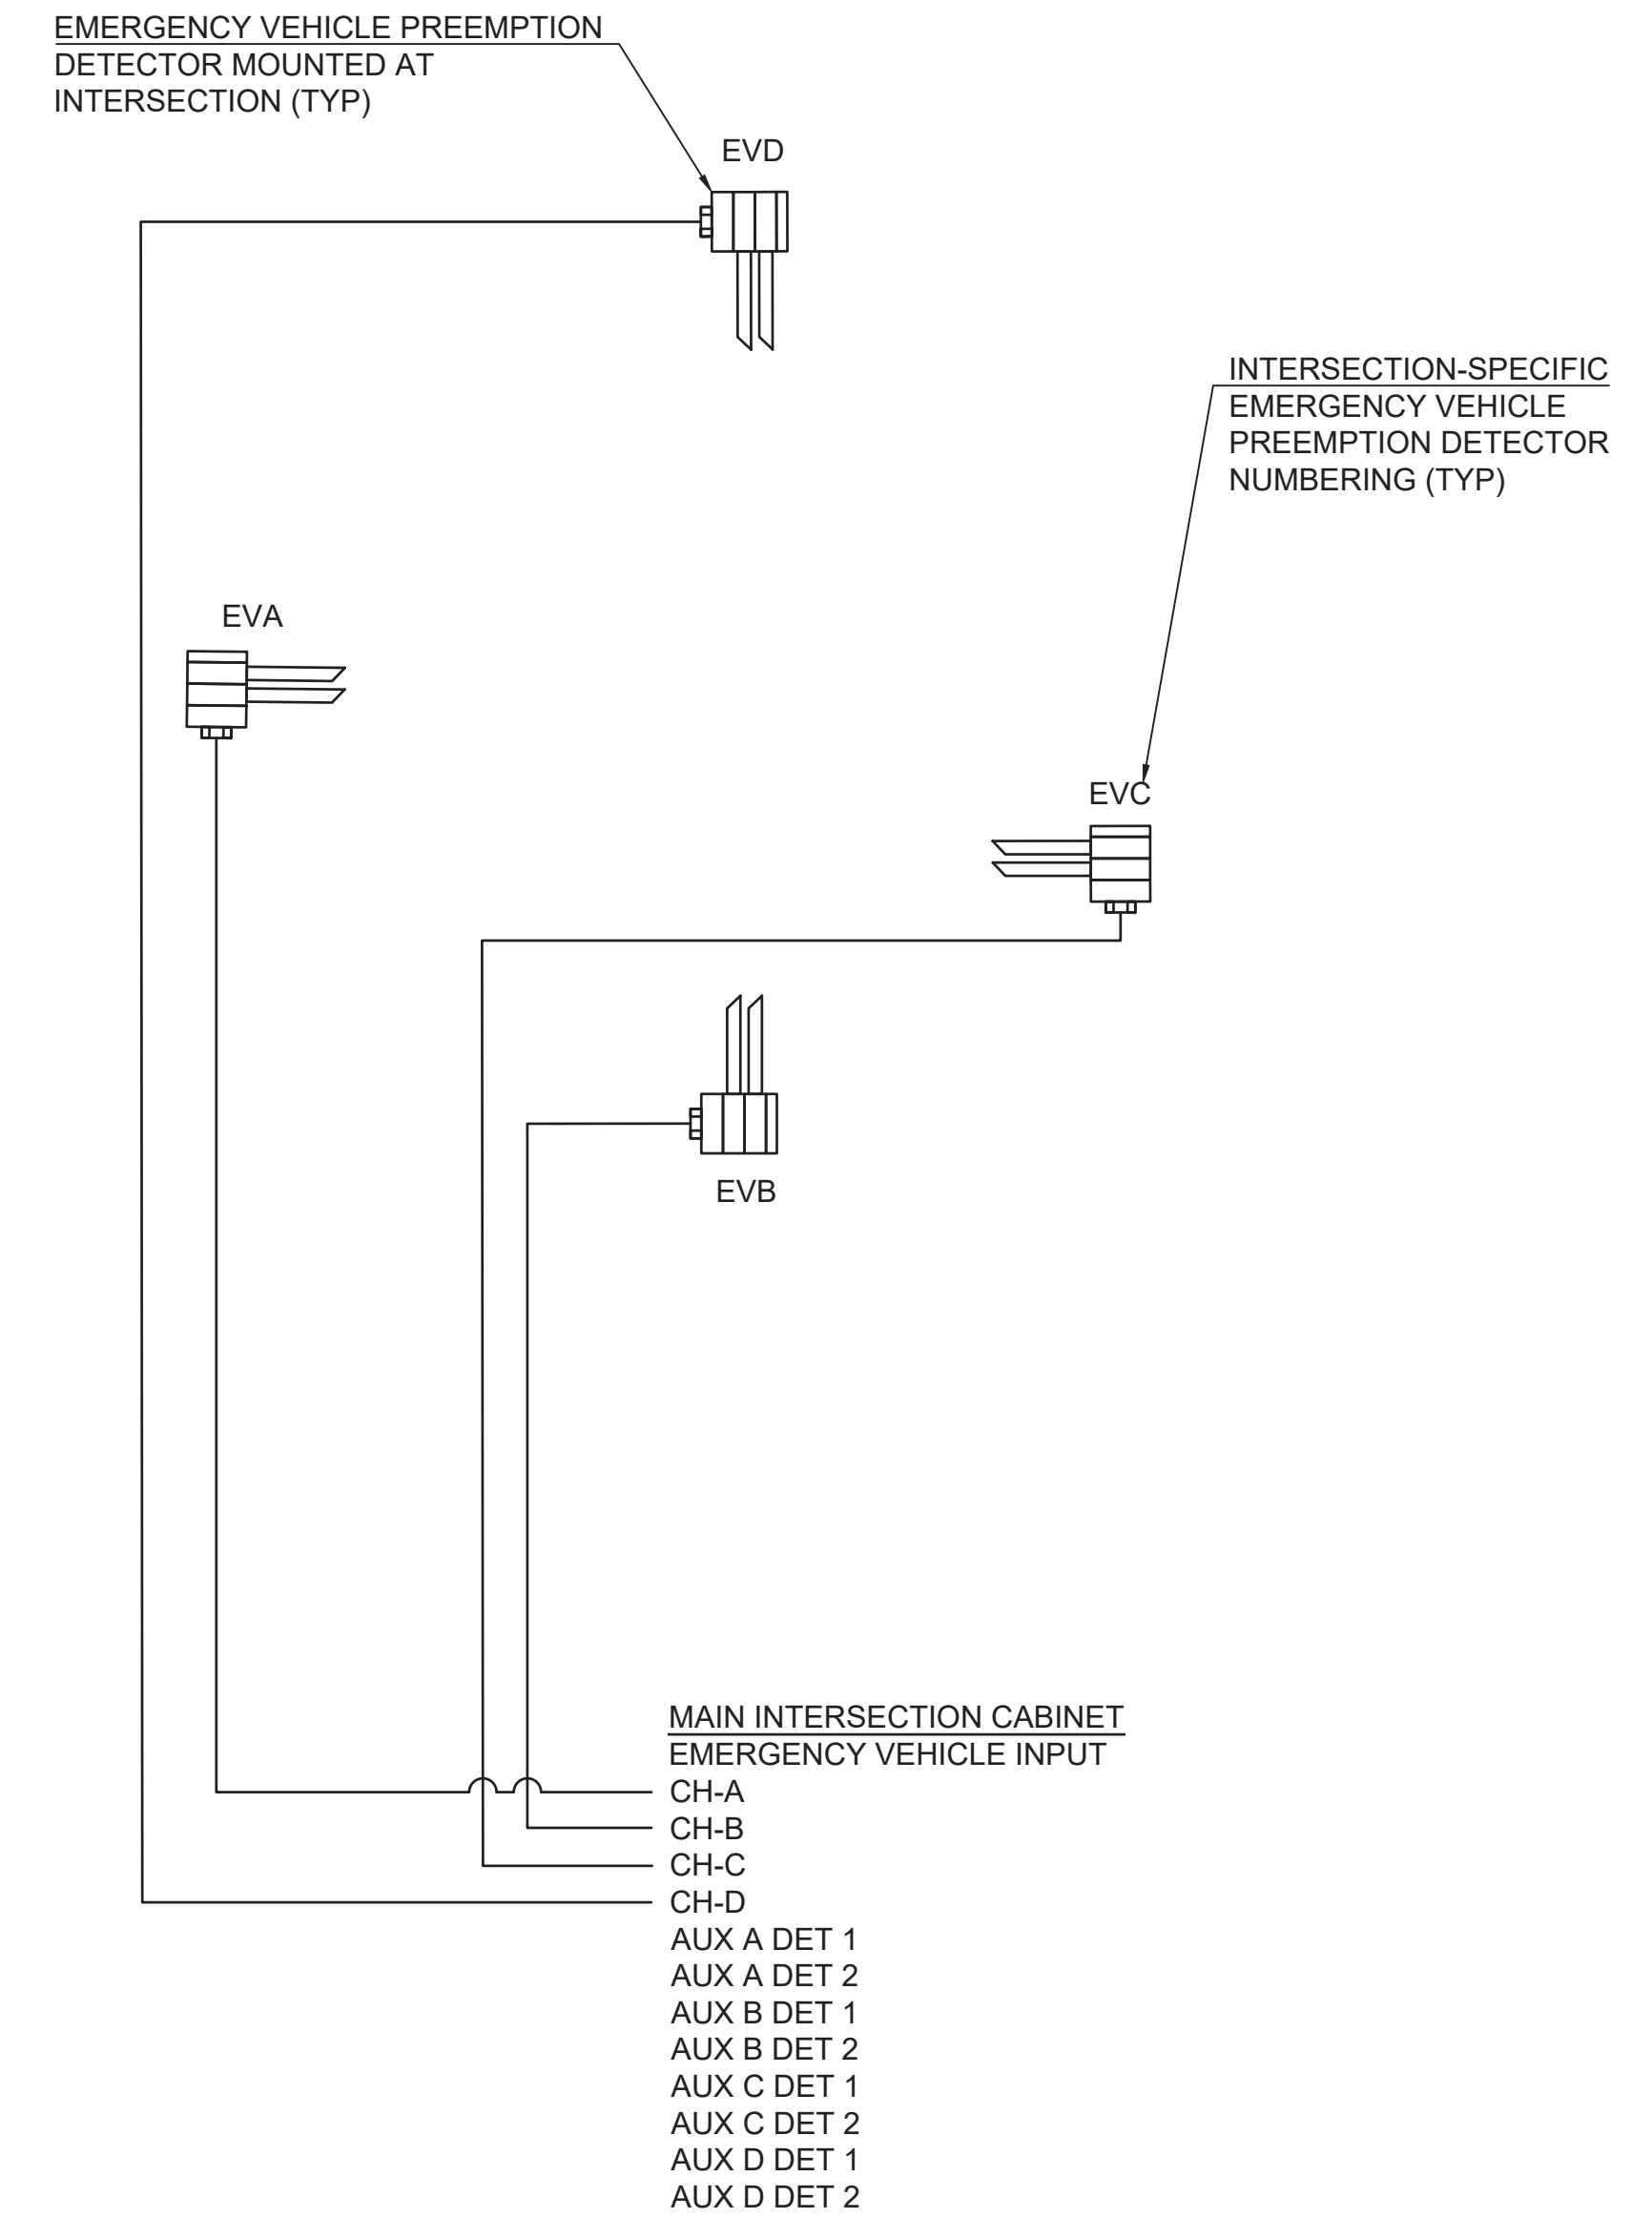 EMERGENCY VEHICLE PREEMPTION
DETECTOR MOUNTED AT
INTERSECTION (TYP)
EVD
INTERSECTION-SPECIFIC
EMERGENCY VEHICLE
PREEMPTION DETECTOR
NUMBERING (TYP)
EVA
EVC
EVB
MAIN INTERSECTION CABINET
EMERGENCY VEHICLE INPUT
CH-A
CH-B
CH-C
CH-D
AUX A DET 1
AUX A DET 2
AUX B DET 1
AUX B DET 2
AUX C DET 1
AUX C DET 2
AUX D DET 1
AUX D DET 2